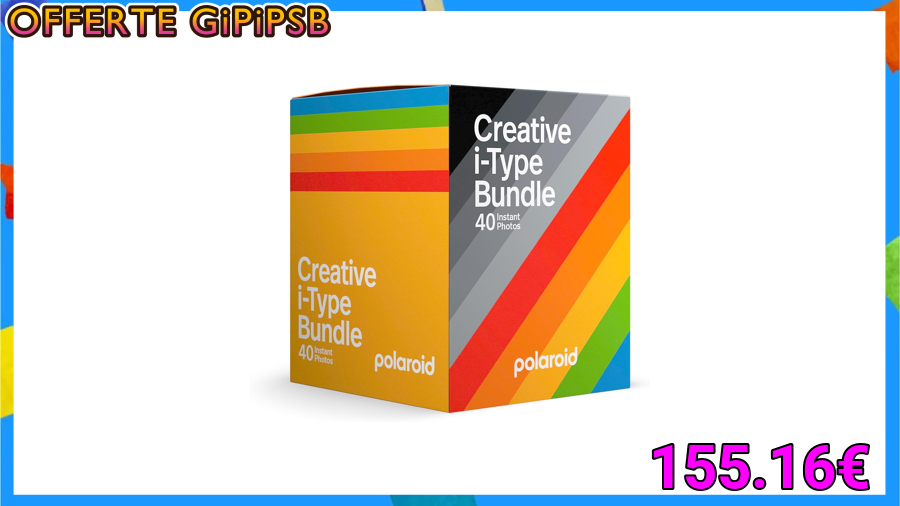 OFFERTE GiPiPSB
Creative
i-Type
Bundle
40 Instant
Photos
polaroid
Creative
i-Type
Bundle
40 Instant
Photos
polaroid
155.16€